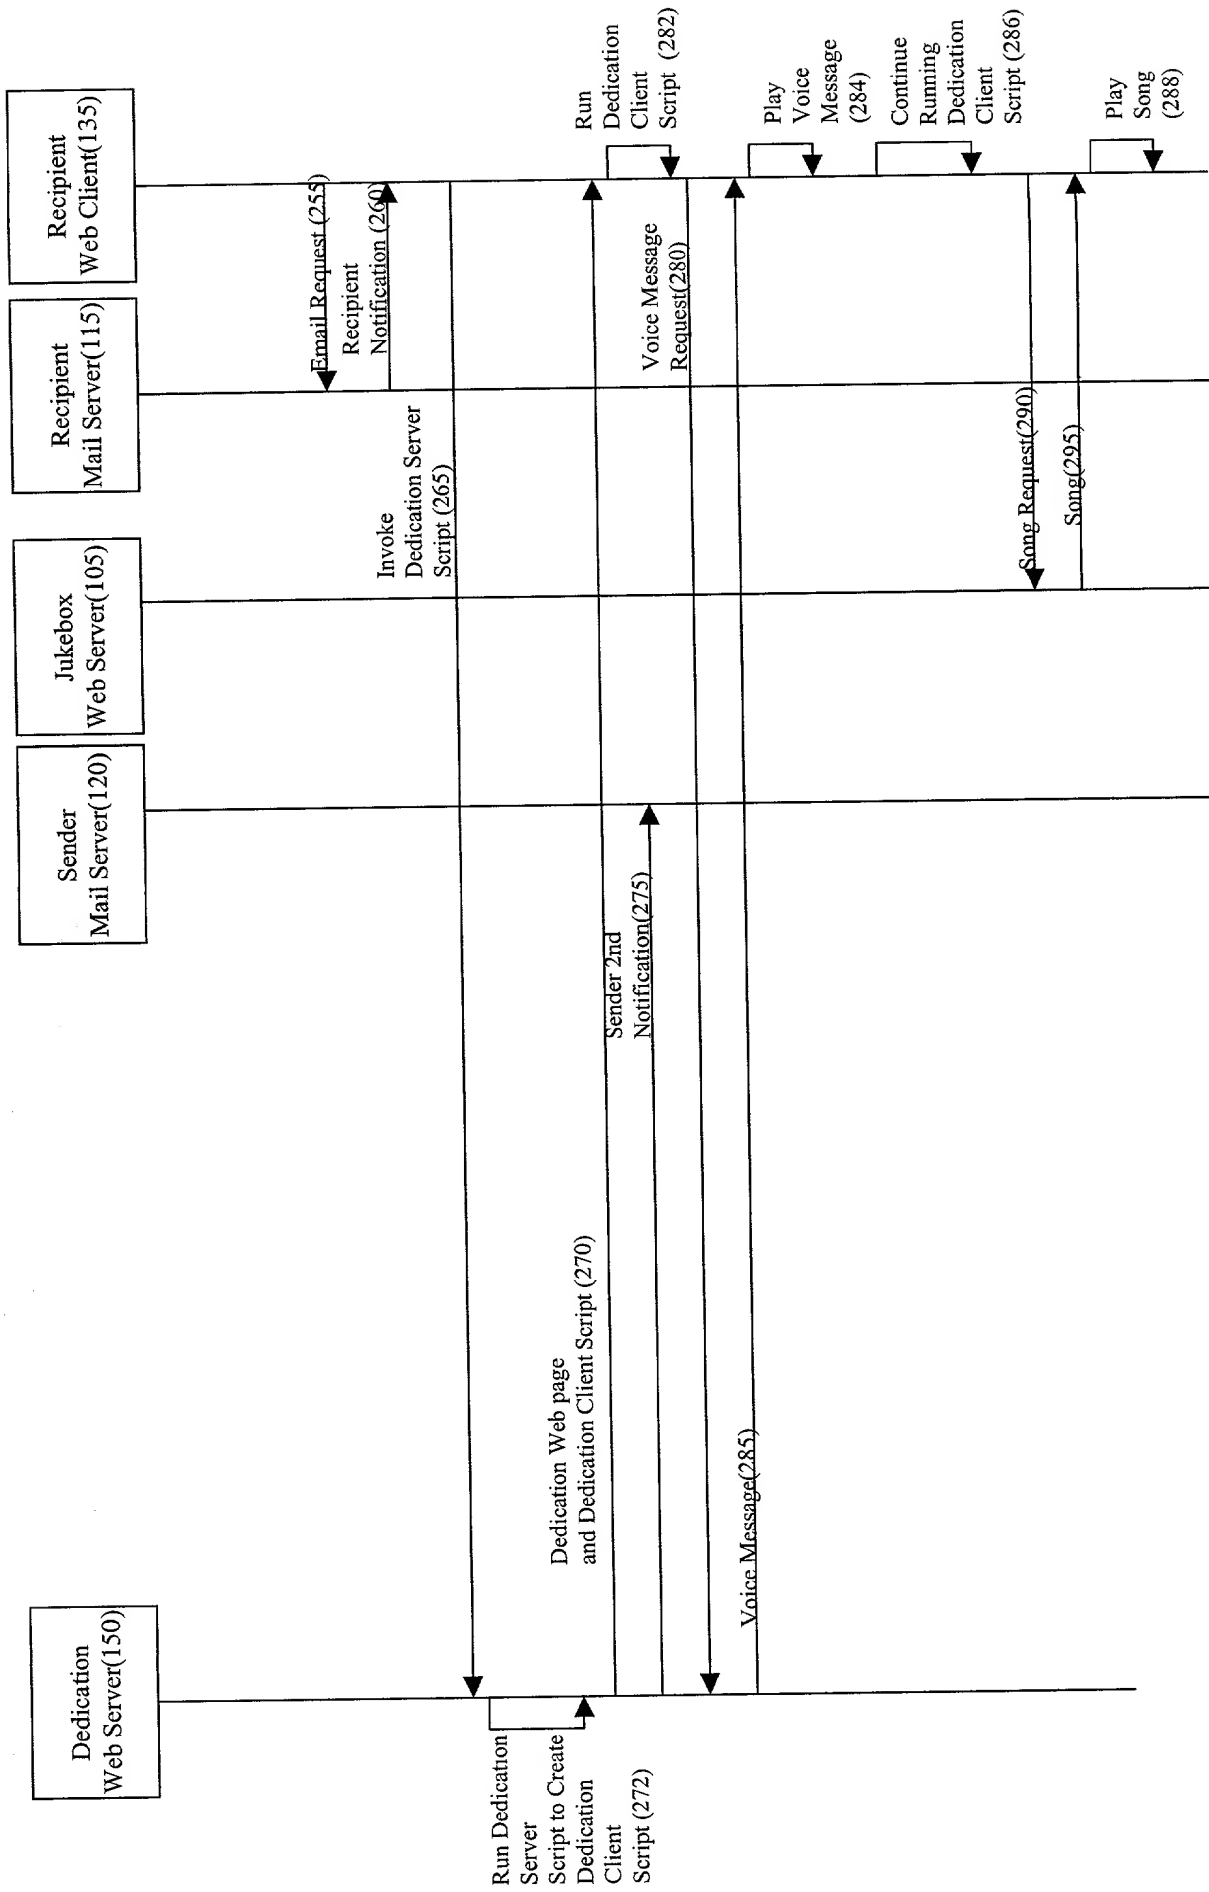 Dedication
Web Server(150)
Sender
Mail Server(120)
Jukebox
Web Server(105)
Recipient
Mail Server(115)
Recipient
Web Client(135)
Email Request (255)
Recipient
Notification (260)
Invoke
Dedication Server
Script (265)
Run Dedication
Server
Script to Create
Dedication
Client
Script (272)
Dedication Web page
and Dedication Client Script (270)
Sender 2nd
Notification(275)
Run
Dedication
Client
Script (282)
Voice Message
Request(280)
Voice Message(285)
Play
Voice
Message
(284)
Continue
Running
Dedication
Client
Script (286)
Song Request(290)
Song(295)
Play
Song
(288)